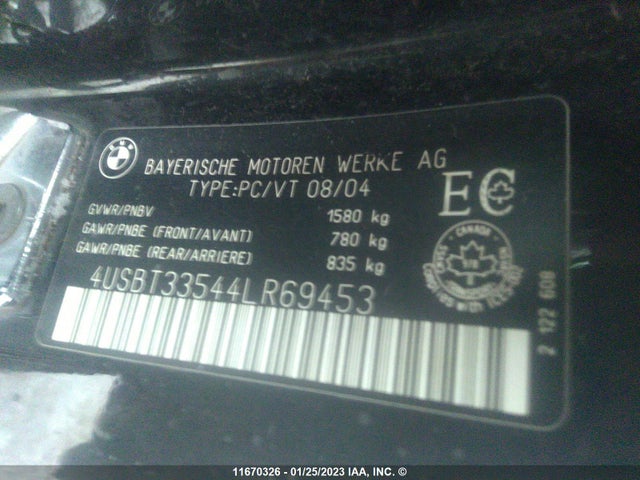 BMW
BAYERISCHE MOTOREN WERKE AG
TYPE:PC/VT 08/04
GVWR/PNBV 1580 kg
GAWR/PNBE (FRONT/AVANT) 780 kg
GAWR/PNBE (REAR/ARRIERE) 835 kg
4USBT33544LR69453
EC
CANADA
2 122 608
11670326 - 01/25/2023 IAA, INC. ©